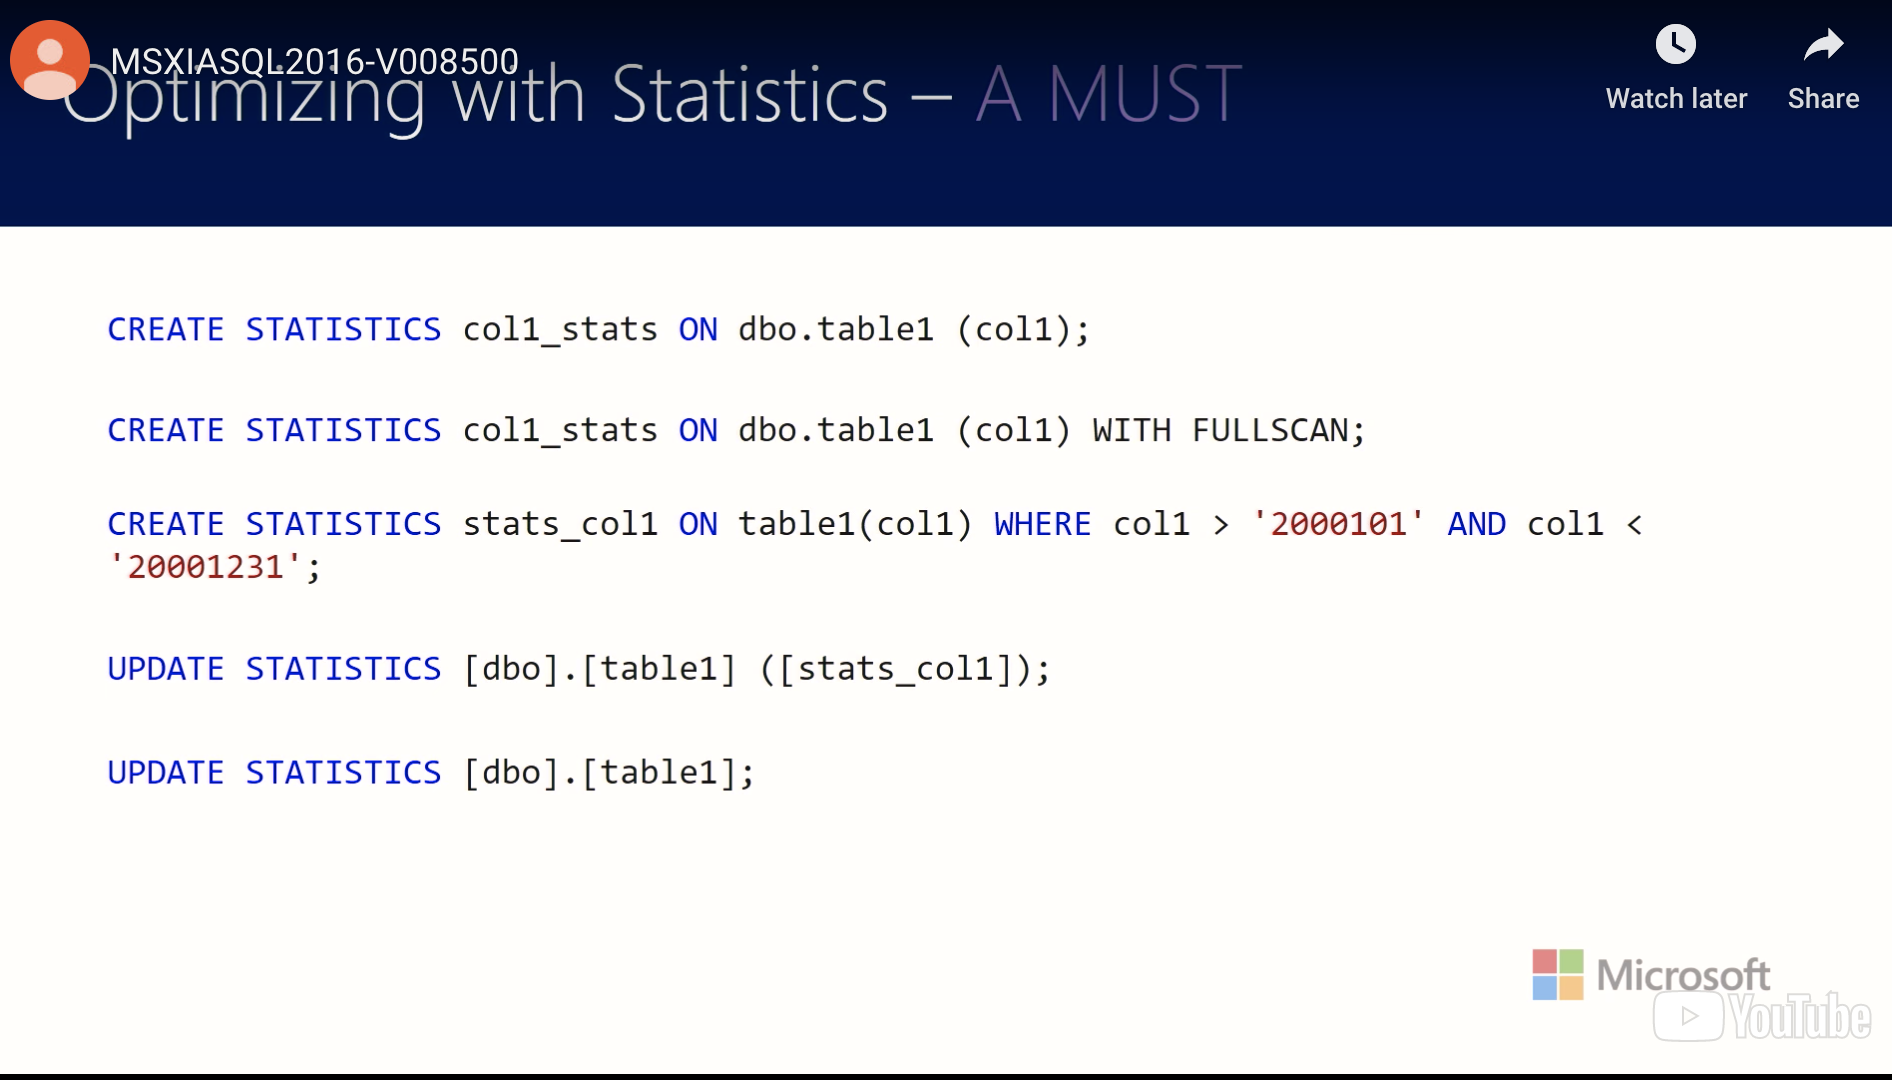 MSXIASQL2016-V008500
Optimizing with Statistics – A MUST
Watch later
Share
CREATE STATISTICS col1_stats ON dbo.table1 (col1);
CREATE STATISTICS col1_stats ON dbo.table1 (col1) WITH FULLSCAN;
CREATE STATISTICS stats_col1 ON table1(col1) WHERE col1 > '2000101' AND col1 <
'20001231';
UPDATE STATISTICS [dbo].[table1] ([stats_col1]);
UPDATE STATISTICS [dbo].[table1];
Microsoft
YouTube